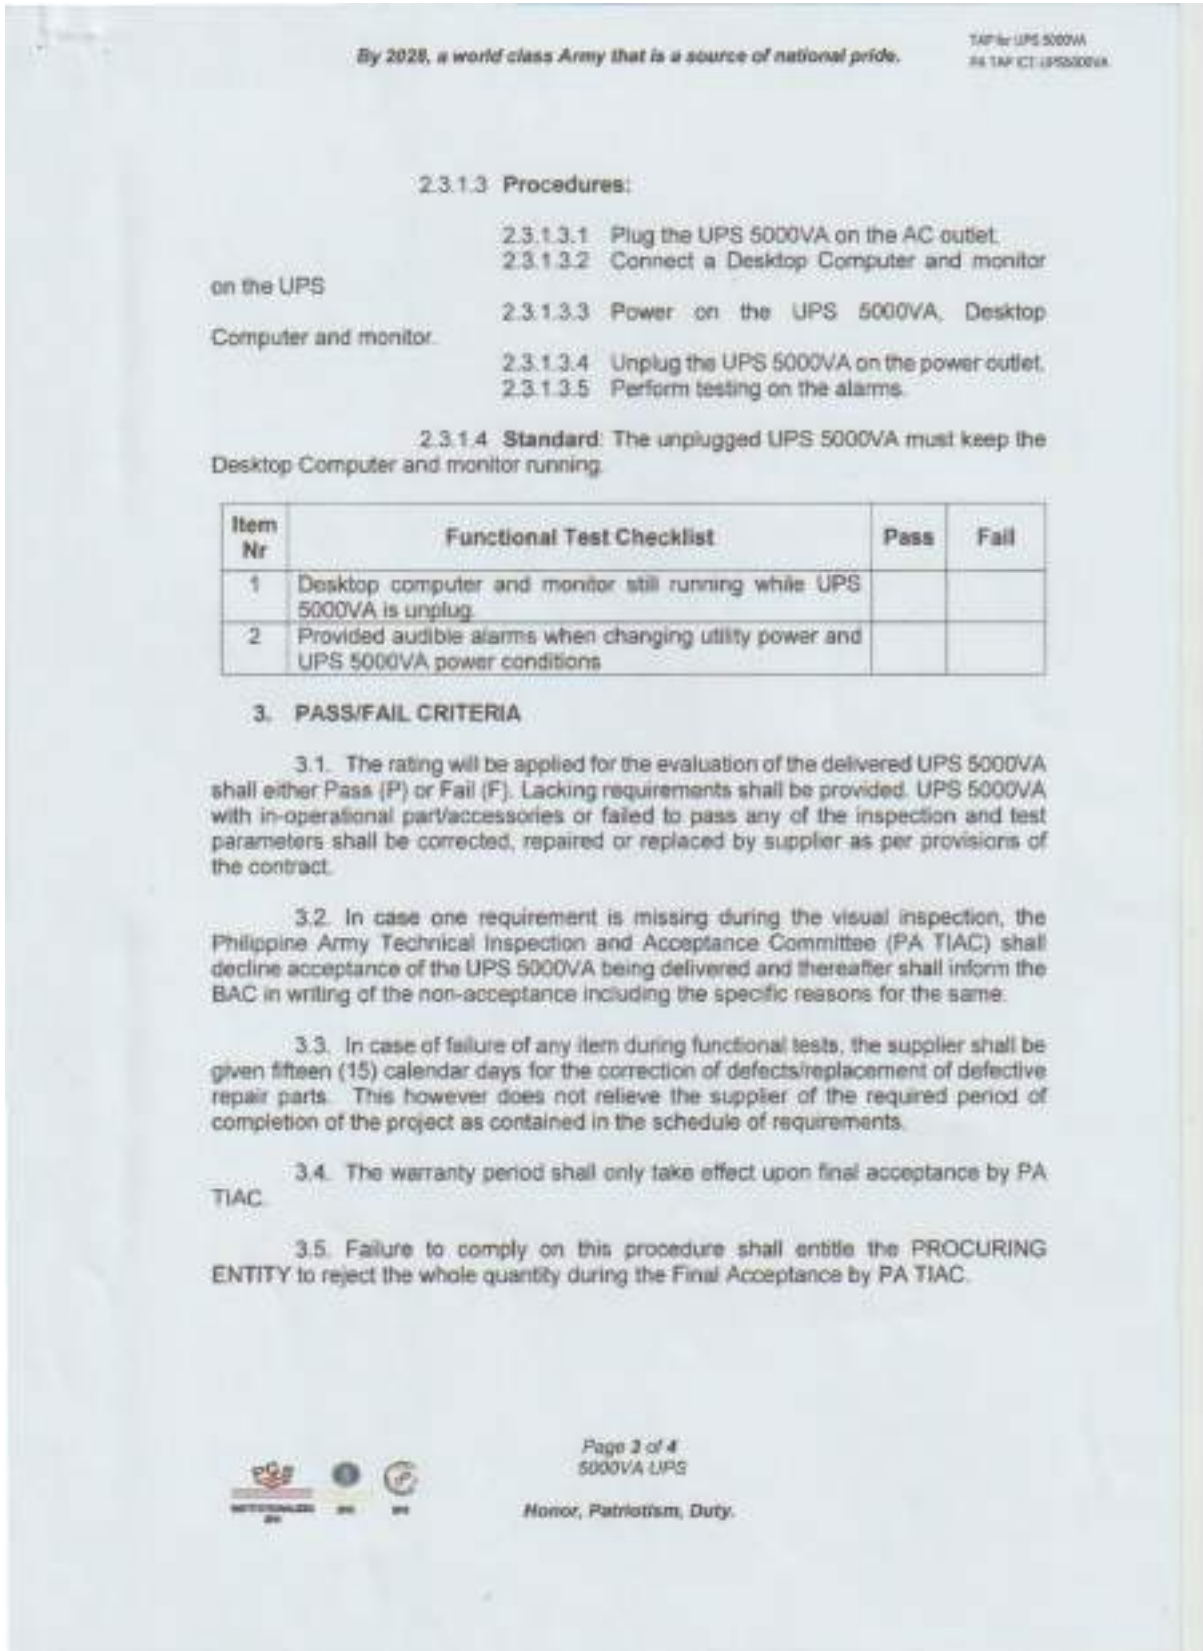 By 2028, a world class Army that is a source of national pride.
TAP for UPS 5000VA
PA TAP ICT-UPS5000VA
2.3.1.3 Procedures:
2.3.1.3.1 Plug the UPS 5000VA on the AC outlet.
2.3.1.3.2 Connect a Desktop Computer and monitor
on the UPS
2.3.1.3.3 Power on the UPS 5000VA, Desktop
Computer and monitor.
2.3.1.3.4 Unplug the UPS 5000VA on the power outlet.
2.3.1.3.5 Perform testing on the alarms.
2.3.1.4 Standard: The unplugged UPS 5000VA must keep the
Desktop Computer and monitor running.
Item Nr Functional Test Checklist Pass Fail
1 Desktop computer and monitor still running while UPS
5000VA is unplug.
2 Provided audible alarms when changing utility power and
UPS 5000VA power conditions
3. PASS/FAIL CRITERIA
3.1. The rating will be applied for the evaluation of the delivered UPS 5000VA
shall either Pass (P) or Fail (F). Lacking requirements shall be provided. UPS 5000VA
with in-operational part/accessories or failed to pass any of the inspection and test
parameters shall be corrected, repaired or replaced by supplier as per provisions of
the contract.
3.2. In case one requirement is missing during the visual inspection, the
Philippine Army Technical Inspection and Acceptance Committee (PA TIAC) shall
decline acceptance of the UPS 5000VA being delivered and thereafter shall inform the
BAC in writing of the non-acceptance including the specific reasons for the same.
3.3. In case of failure of any item during functional tests, the supplier shall be
given fifteen (15) calendar days for the correction of defects/replacement of defective
repair parts. This however does not relieve the supplier of the required period of
completion of the project as contained in the schedule of requirements.
3.4. The warranty period shall only take effect upon final acceptance by PA
TIAC.
3.5. Failure to comply on this procedure shall entitle the PROCURING
ENTITY to reject the whole quantity during the Final Acceptance by PA TIAC.
Page 3 of 4
5000VA UPS
PGS
INSTITUTIONALIZED
Honor, Patriotism, Duty.